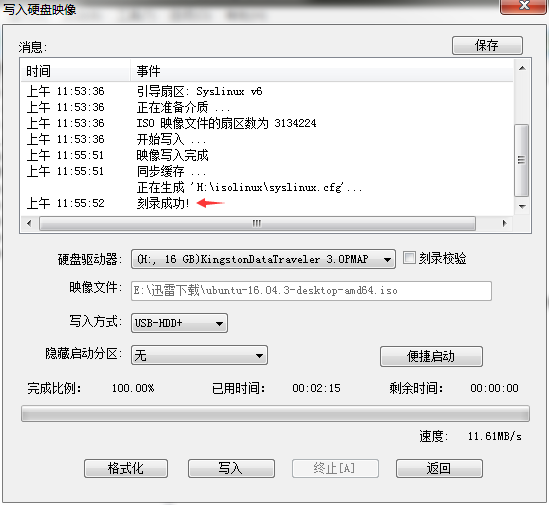 写入硬盘映像
消息:
保存
时间 事件
上午 11:53:36 引导扇区: Syslinux v6
上午 11:53:36 正在准备介质 ...
上午 11:53:36 ISO 映像文件的扇区数为 3134224
上午 11:53:36 开始写入 ...
上午 11:55:51 映像写入完成
上午 11:55:51 同步缓存 ...
正在生成 'H:\isolinux\syslinux.cfg'...
上午 11:55:52 刻录成功!
硬盘驱动器: (H:, 16 GB)KingstonDataTraveler 3.0PMAP 刻录校验
映像文件: E:\迅雷下载\ubuntu-16.04.3-desktop-amd64.iso
写入方式: USB-HDD+
隐藏启动分区: 无 便捷启动
完成比例: 100.00% 已用时间: 00:02:15 剩余时间: 00:00:00
速度: 11.61MB/s
格式化 写入 终止[A] 返回